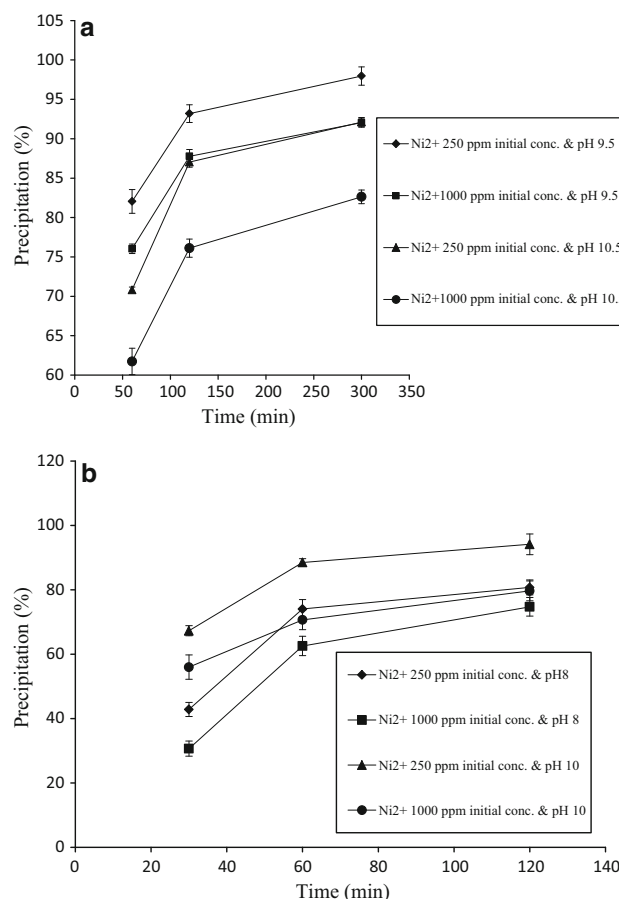 a
105
100
95
90
85
80
75
70
65
60
Precipitation (%)
0 50 100 150 200 250 300 350
Time (min)
Ni2+ 250 ppm initial conc. & pH 9.5
Ni2+1000 ppm initial conc. & pH 9.5
Ni2+ 250 ppm initial conc. & pH 10.5
Ni2+1000 ppm initial conc. & pH 10.
b
120
100
80
60
40
20
0
Precipitation (%)
0 20 40 60 80 100 120 140
Time (min)
Ni2+ 250 ppm initial conc. & pH8
Ni2+ 1000 ppm initial conc. & pH 8
Ni2+ 250 ppm initial conc. & pH 10
Ni2+ 1000 ppm initial conc. & pH 10